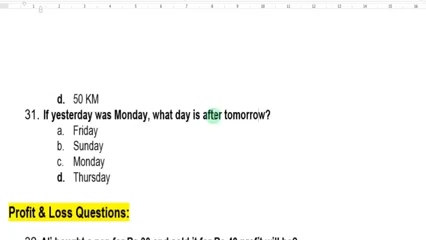 d. 50 KM
31. If yesterday was Monday, what day is after tomorrow?
a. Friday
b. Sunday
c. Monday
d. Thursday
Profit & Loss Questions: